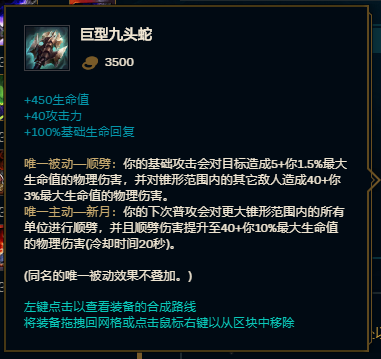 巨型九头蛇
3500
+450生命值
+40攻击力
+100%基础生命回复
唯一被动—顺劈：你的基础攻击会对目标造成5+你1.5%最大
生命值的物理伤害，并对锥形范围内的其它敌人造成40+你
3%最大生命值的物理伤害。
唯一主动—新月：你的下次普攻会对更大锥形范围内的所有
单位进行顺劈，并且顺劈伤害提升至40+你10%最大生命值
的物理伤害(冷却时间20秒)。
(同名的唯一被动效果不叠加。)
左键点击以查看装备的合成路线
将装备拖拽回网格或点击鼠标右键以从区块中移除